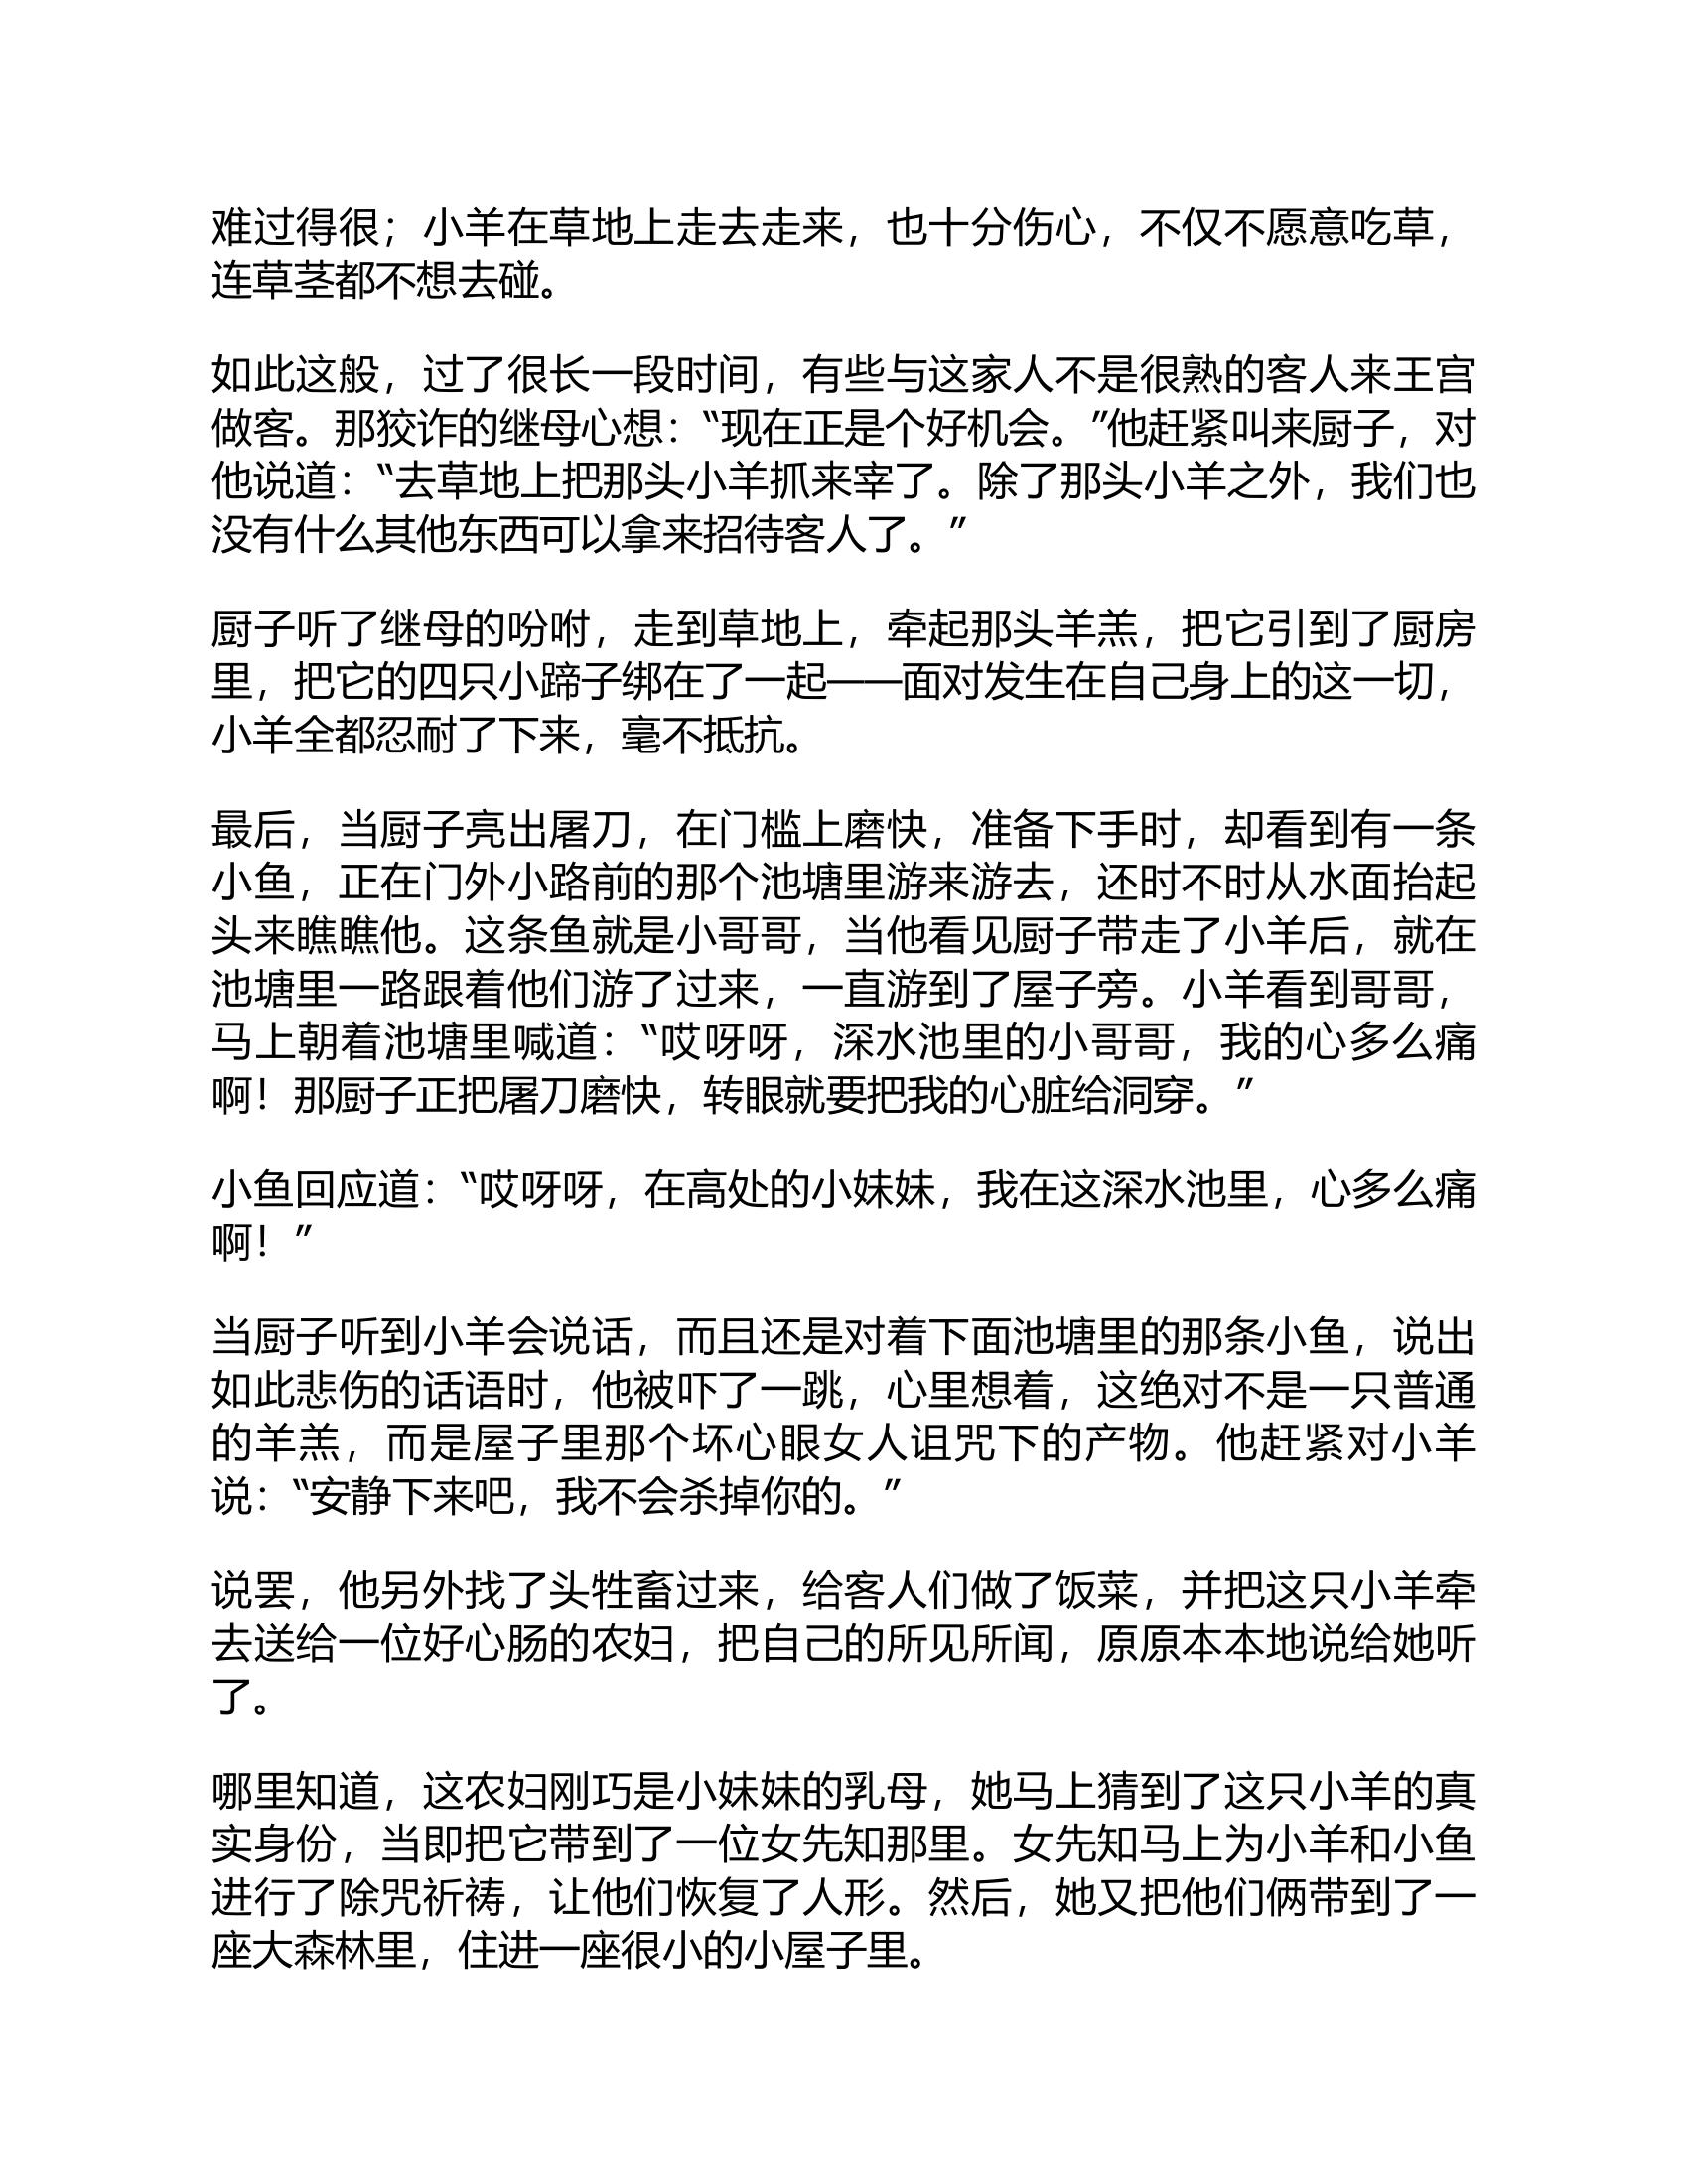 难过得很；小羊在草地上走去走来，也十分伤心，不仅不愿意吃草，
连草茎都不想去碰。
如此这般，过了很长一段时间，有些与这家人不是很熟的客人来王宫
做客。那狡诈的继母心想：“现在正是个好机会。”他赶紧叫来厨子，对
他说道：“去草地上把那头小羊抓来宰了。除了那头小羊之外，我们也
没有什么其他东西可以拿来招待客人了。”
厨子听了继母的吩咐，走到草地上，牵起那头羊羔，把它引到了厨房
里，把它的四只小蹄子绑在了一起——面对发生在自己身上的这一切，
小羊全都忍耐了下来，毫不抵抗。
最后，当厨子亮出屠刀，在门槛上磨快，准备下手时，却看到有一条
小鱼，正在门外小路前的那个池塘里游来游去，还时不时从水面抬起
头来瞧瞧他。这条鱼就是小哥哥，当他看见厨子带走了小羊后，就在
池塘里一路跟着他们游了过来，一直游到了屋子旁。小羊看到哥哥，
马上朝着池塘里喊道：“哎呀呀，深水池里的小哥哥，我的心多么痛
啊！那厨子正把屠刀磨快，转眼就要把我的心脏给洞穿。”
小鱼回应道：“哎呀呀，在高处的小妹妹，我在这深水池里，心多么痛
啊！”
当厨子听到小羊会说话，而且还是对着下面池塘里的那条小鱼，说出
如此悲伤的话语时，他被吓了一跳，心里想着，这绝对不是一只普通
的羊羔，而是屋子里那个坏心眼女人诅咒下的产物。他赶紧对小羊
说：“安静下来吧，我不会杀掉你的。”
说罢，他另外找了头牲畜过来，给客人们做了饭菜，并把这只小羊牵
去送给一位好心肠的农妇，把自己的所见所闻，原原本本地说给她听
了。
哪里知道，这农妇刚巧是小妹妹的乳母，她马上猜到了这只小羊的真
实身份，当即把它带到了一位女先知那里。女先知马上为小羊和小鱼
进行了除咒祈祷，让他们恢复了人形。然后，她又把他们俩带到了一
座大森林里，住进一座很小的小屋子里。